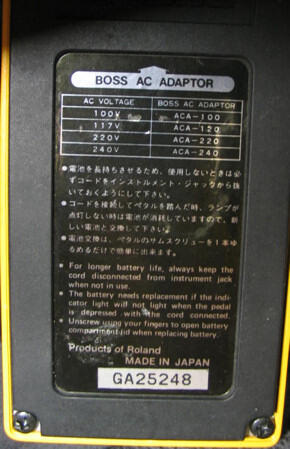 BOSS AC ADAPTOR
AC VOLTAGE BOSS AC ADAPTOR
100V ACA-100
117V ACA-120
220V ACA-220
240V ACA-240
●電池を長持ちさせるため、使用しないときは必
ずコードをインストルメント・ジャックから抜
いておくようにして下さい。
●コードを接続してペダルを踏んだ時、ランプが
点灯しない時は電池が消耗していますので、新
しい電池と交換して下さい。
●電池交換は、ペダルのサムスクリューを1本ゆ
るめるだけで簡単に出来ます。
● For longer battery life, always keep the
cord disconnected from instrument jack
when not in use.
● The battery needs replacement if the indi-
cator light will not light when the pedal
is depressed with the cord connected.
● Unscrew using your fingers to open battery
compartment lid when replacing battery.
Products of Roland
MADE IN JAPAN
GA25248